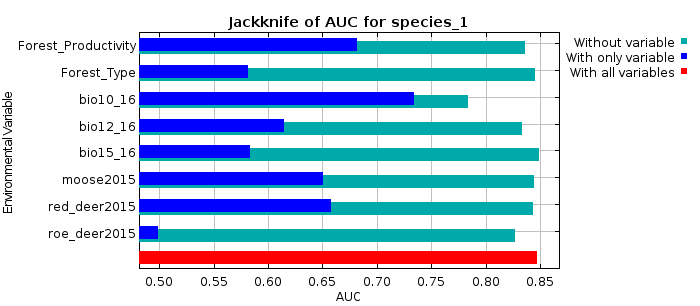 Jackknife of AUC for species_1
Environmental Variable
Forest_Productivity
Forest_Type
bio10_16
bio12_16
bio15_16
moose2015
red_deer2015
roe_deer2015
0.50 0.55 0.60 0.65 0.70 0.75 0.80 0.85
AUC
Without variable
With only variable
With all variables